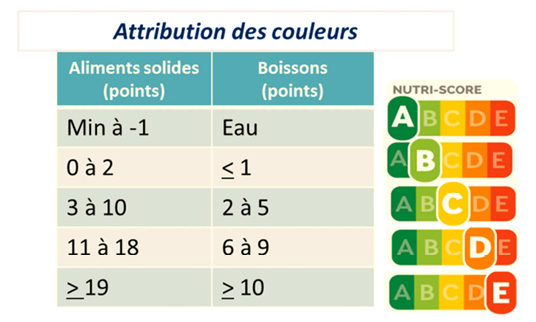 Attribution des couleurs
Aliments solides (points) Boissons (points)
Min à -1 Eau
0 à 2 ≤ 1
3 à 10 2 à 5
11 à 18 6 à 9
≥ 19 ≥ 10
NUTRI-SCORE
A B C D E
A B C D E
A B C D E
A B C D E
A B C D E